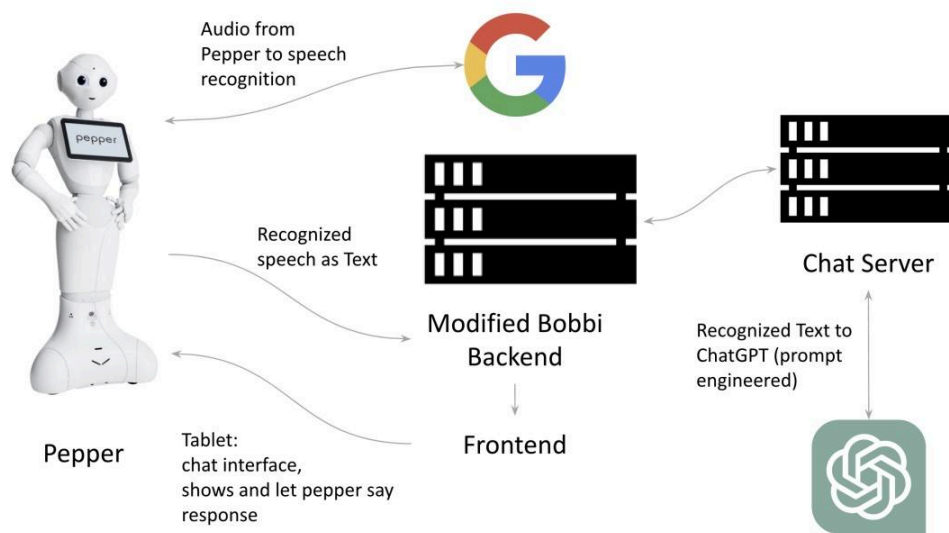 Audio from
Pepper to speech
recognition
pepper
Recognized
speech as Text
Modified Bobbi
Backend
Chat Server
Recognized Text to
ChatGPT (prompt
engineered)
Frontend
Pepper
Tablet:
chat interface,
shows and let pepper say
response